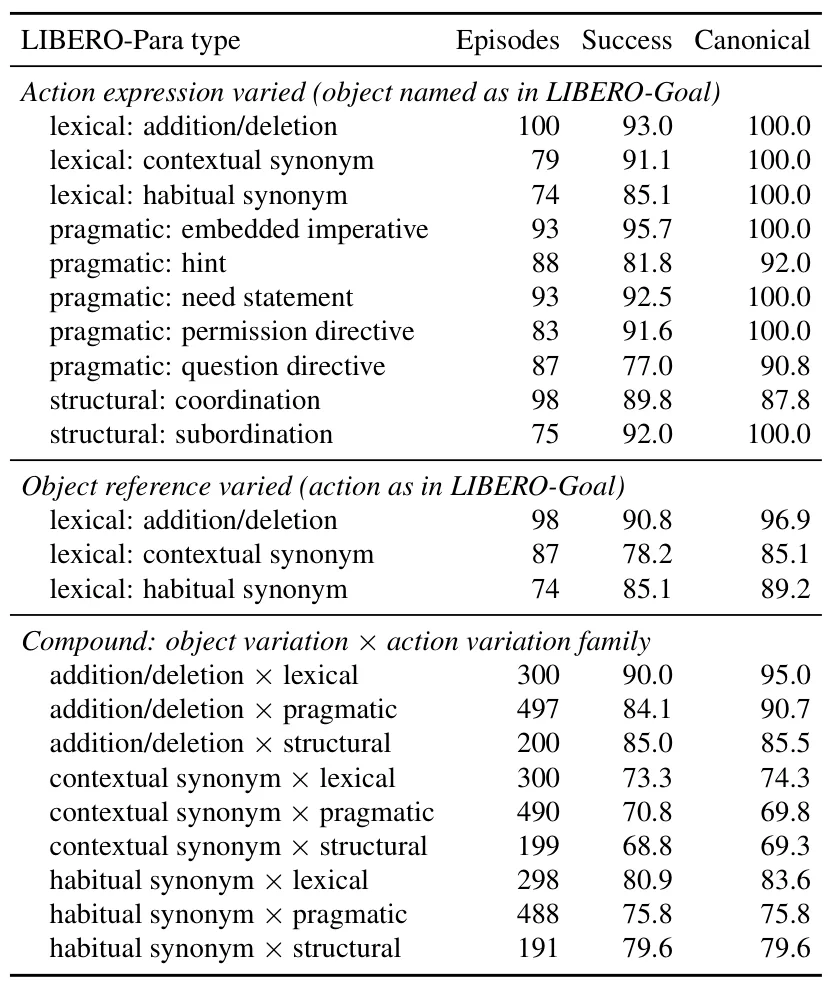 LIBERO-Para type Episodes Success Canonical
Action expression varied (object named as in LIBERO-Goal)
lexical: addition/deletion 100 93.0 100.0
lexical: contextual synonym 79 91.1 100.0
lexical: habitual synonym 74 85.1 100.0
pragmatic: embedded imperative 93 95.7 100.0
pragmatic: hint 88 81.8 92.0
pragmatic: need statement 93 92.5 100.0
pragmatic: permission directive 83 91.6 100.0
pragmatic: question directive 87 77.0 90.8
structural: coordination 98 89.8 87.8
structural: subordination 75 92.0 100.0
Object reference varied (action as in LIBERO-Goal)
lexical: addition/deletion 98 90.8 96.9
lexical: contextual synonym 87 78.2 85.1
lexical: habitual synonym 74 85.1 89.2
Compound: object variation × action variation family
addition/deletion × lexical 300 90.0 95.0
addition/deletion × pragmatic 497 84.1 90.7
addition/deletion × structural 200 85.0 85.5
contextual synonym × lexical 300 73.3 74.3
contextual synonym × pragmatic 490 70.8 69.8
contextual synonym × structural 199 68.8 69.3
habitual synonym × lexical 298 80.9 83.6
habitual synonym × pragmatic 488 75.8 75.8
habitual synonym × structural 191 79.6 79.6